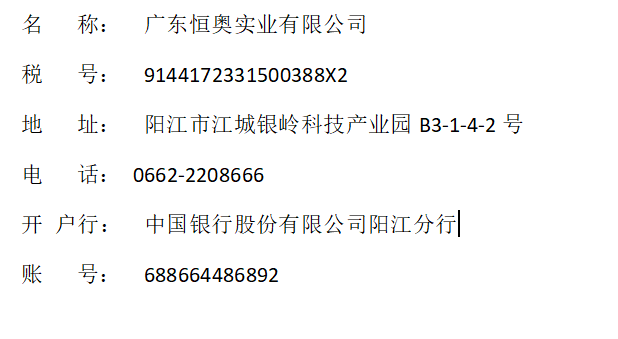 名 称： 广东恒奥实业有限公司
税 号： 9144172331500388X2
地 址： 阳江市江城银岭科技产业园 B3-1-4-2 号
电 话： 0662-2208666
开 户行： 中国银行股份有限公司阳江分行
账 号： 688664486892